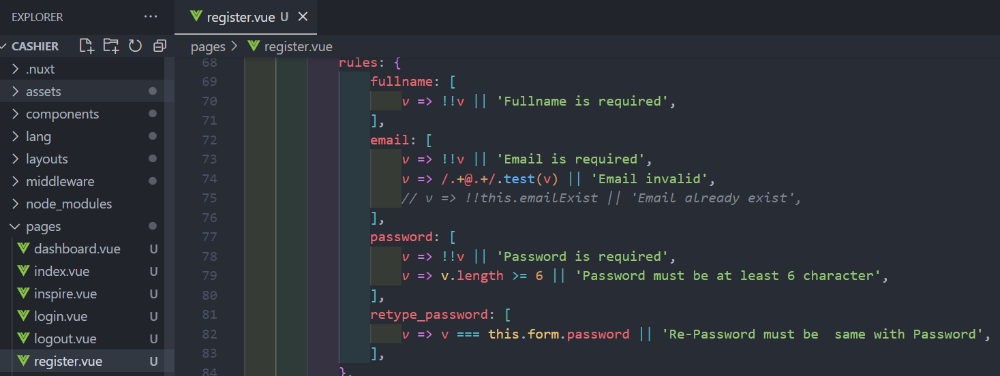 EXPLORER ...
CASHIER
.nuxt
assets
components
lang
layouts
middleware
node_modules
pages
dashboard.vue U
index.vue U
inspire.vue U
login.vue U
logout.vue U
register.vue U
register.vue U
pages > register.vue
68 rules: {
69 fullname: [
70 v => !!v || 'Fullname is required',
71 ],
72 email: [
73 v => !!v || 'Email is required',
74 v => /.+@.+/.test(v) || 'Email invalid',
75 // v => !!this.emailExist || 'Email already exist',
76 ],
77 password: [
78 v => !!v || 'Password is required',
79 v => v.length >= 6 || 'Password must be at least 6 character',
80 ],
81 retype_password: [
82 v => v === this.form.password || 'Re-Password must be  same with Password',
83 ],
84 },